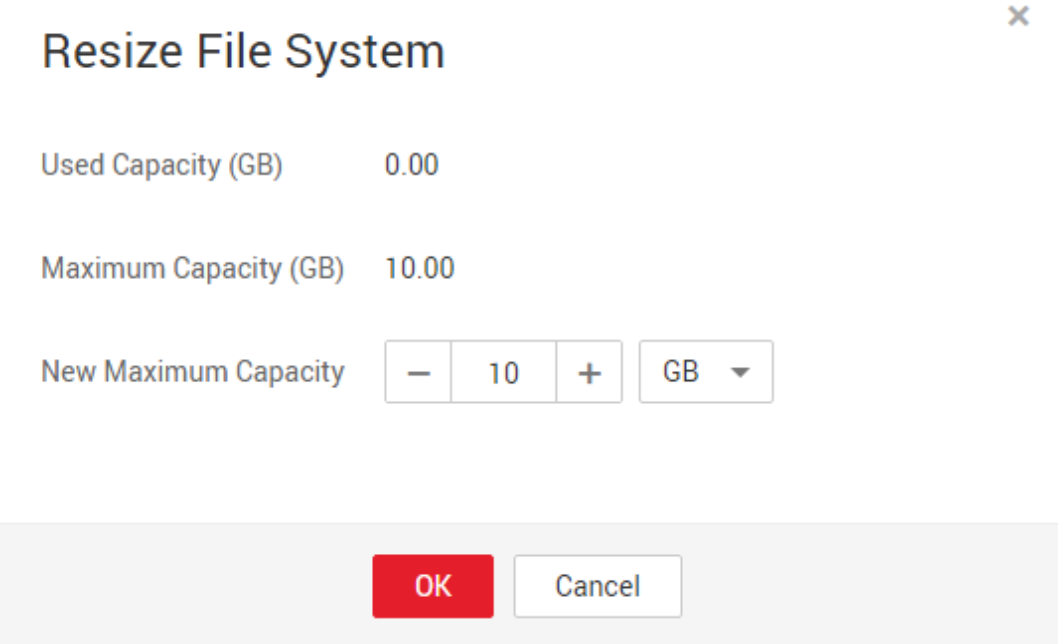 Resize File System
Used Capacity (GB) 0.00
Maximum Capacity (GB) 10.00
New Maximum Capacity − 10 + GB
OK Cancel